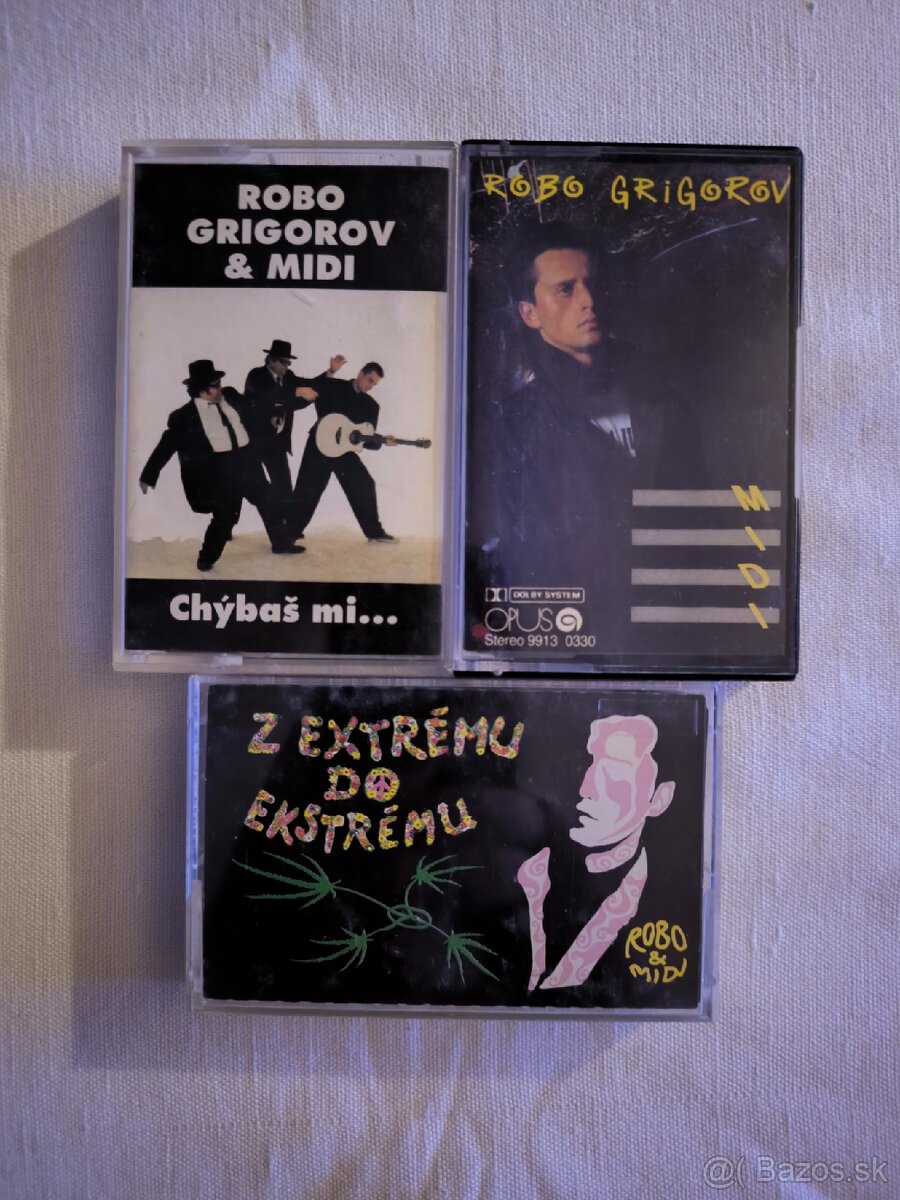 ROBO
GRIGOROV
& MIDI
Chýbaš mi...
ROBO GRiGOROV
MIDI
DOLBY SYSTEM
OPUS
Stereo 9913 0330
Z EXTRÉMU
DO
EKSTRÉMU
ROBO
&
MIDI
@( Bazos.sk